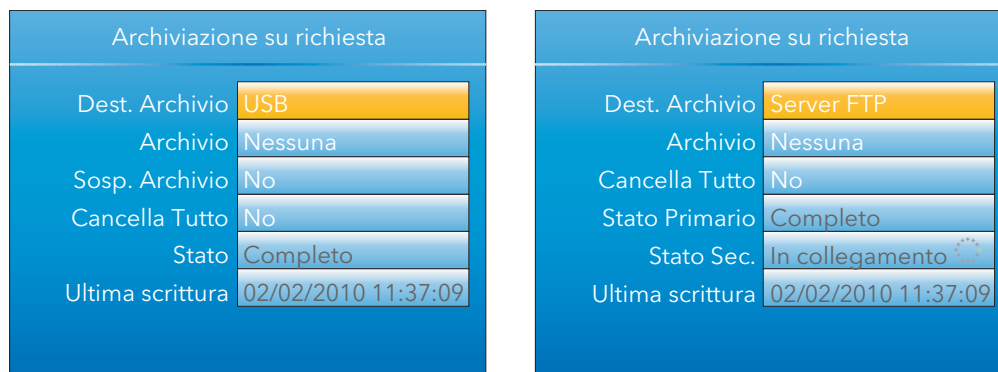 Archiviazione su richiesta
Dest. Archivio USB
Archivio Nessuna
Sosp. Archivio No
Cancella Tutto No
Stato Completo
Ultima scrittura 02/02/2010 11:37:09
Archiviazione su richiesta
Dest. Archivio Server FTP
Archivio Nessuna
Cancella Tutto No
Stato Primario Completo
Stato Sec. In collegamento
Ultima scrittura 02/02/2010 11:37:09